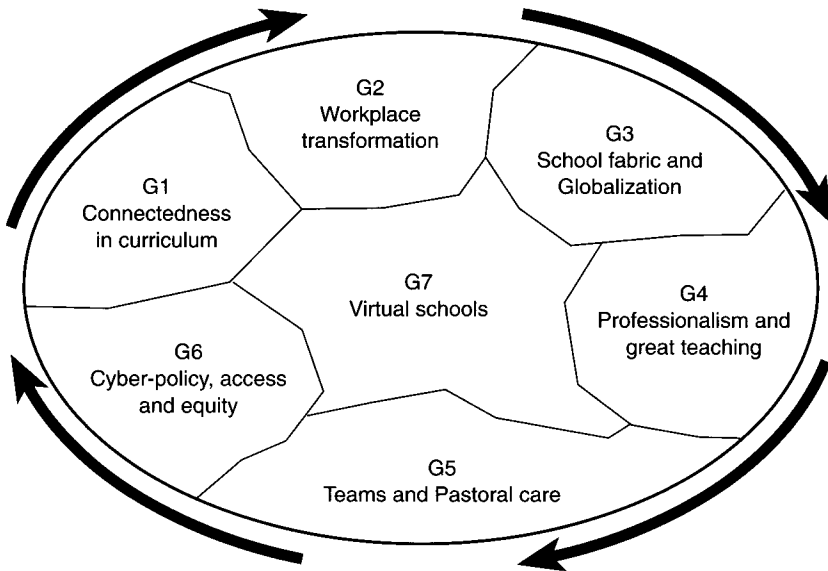 G1
Connectedness
in curriculum
G2
Workplace
transformation
G3
School fabric and
Globalization
G4
Professionalism and
great teaching
G5
Teams and Pastoral care
G6
Cyber-policy, access
and equity
G7
Virtual schools